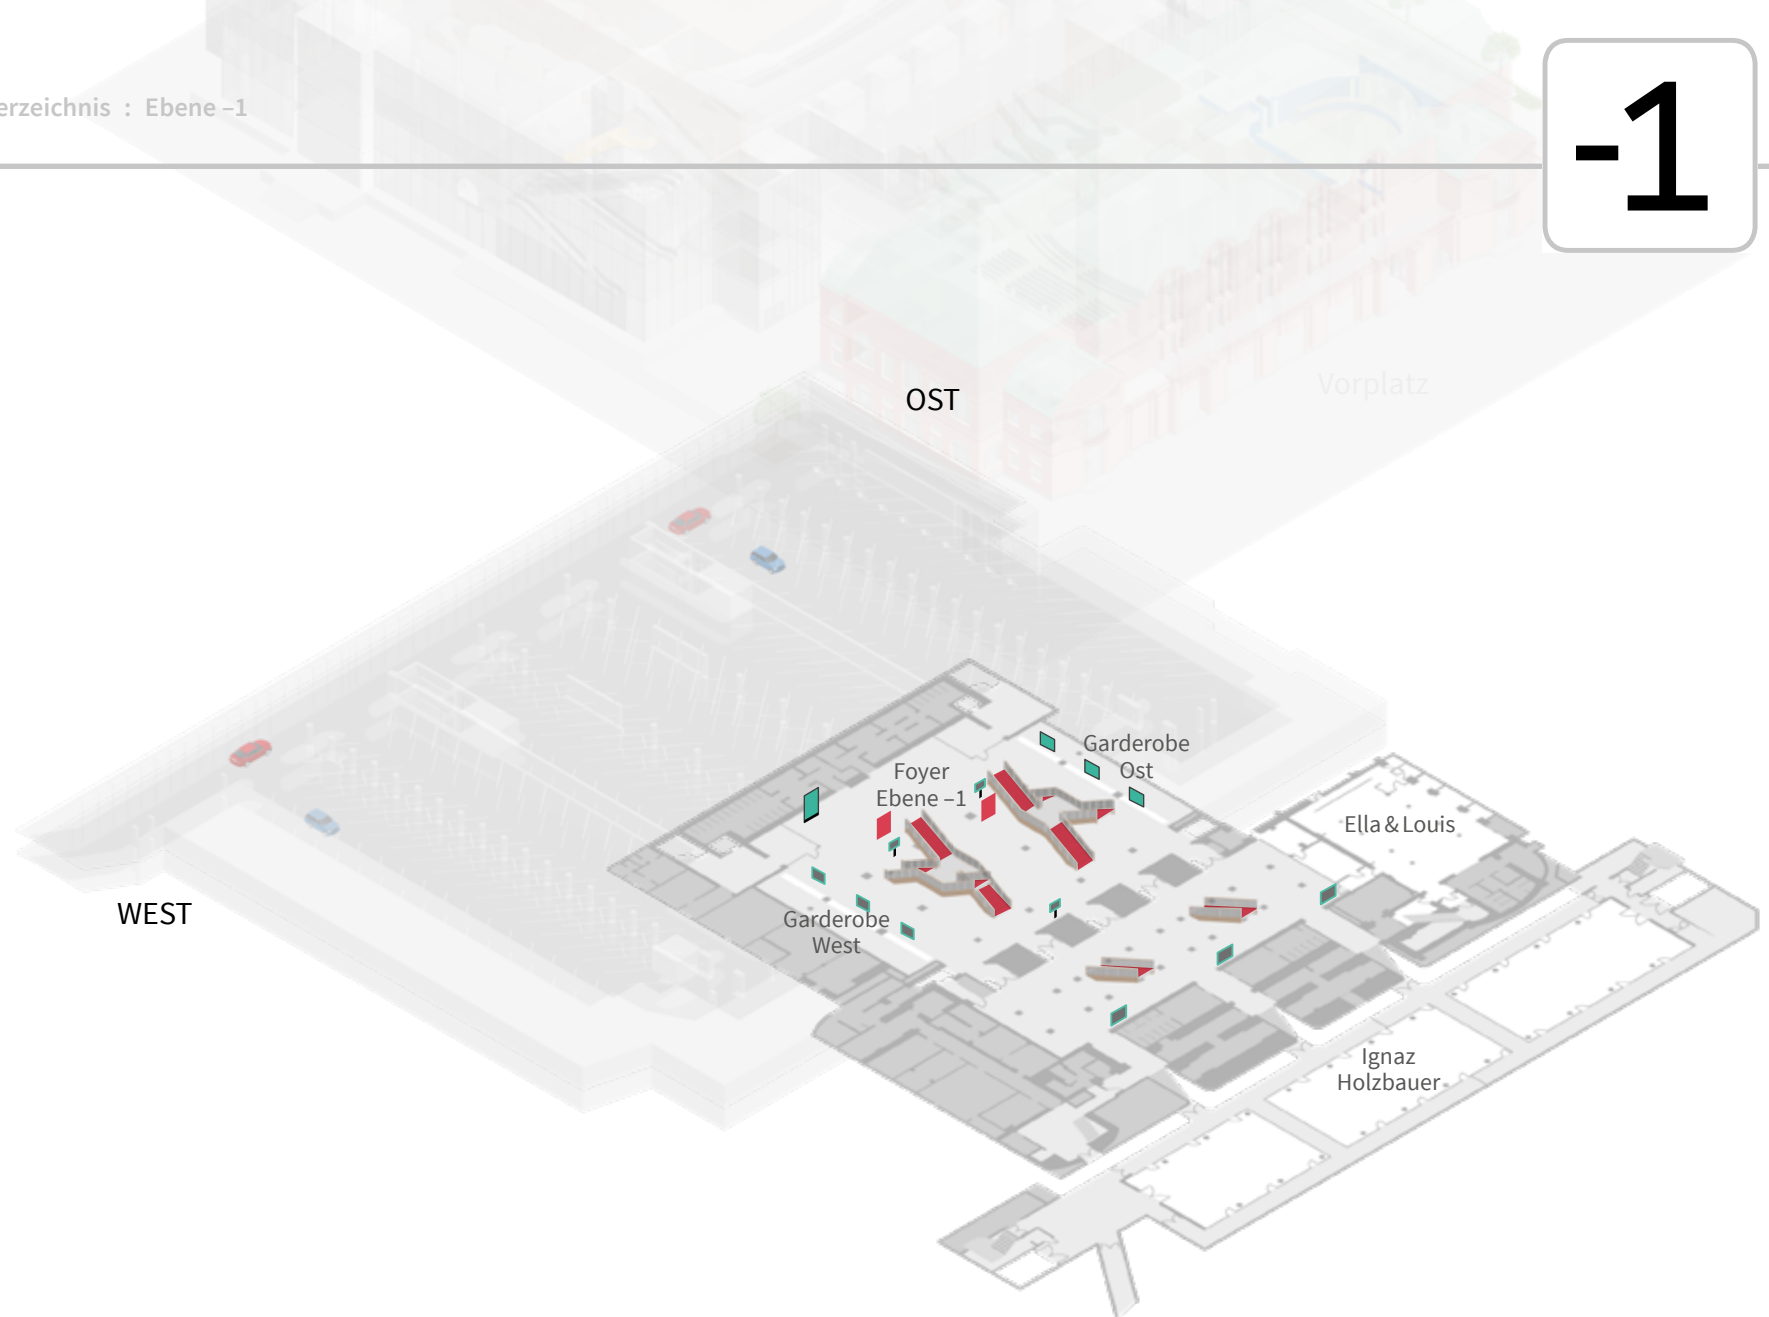 erzeichnis : Ebene –1
-1
Vorplatz
OST
Garderobe
Ost
Foyer
Ebene –1
Ella & Louis
WEST
Garderobe
West
Ignaz
Holzbauer